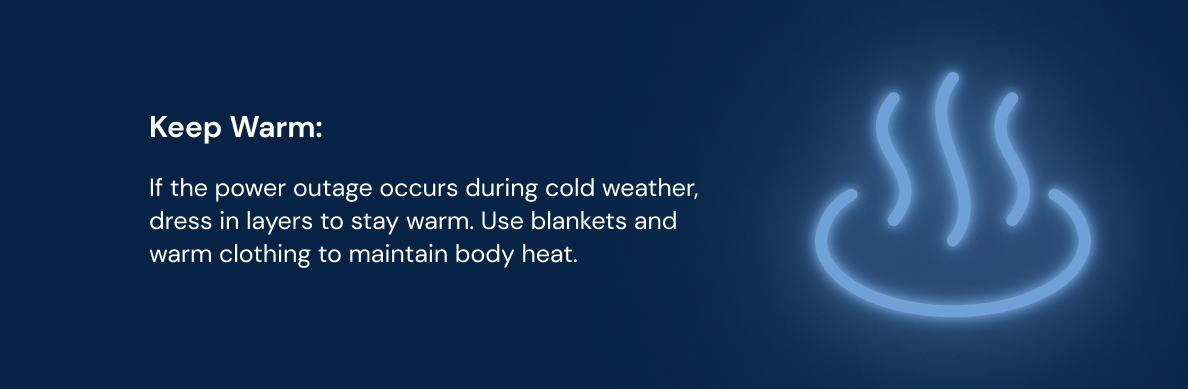 Keep Warm:
If the power outage occurs during cold weather,
dress in layers to stay warm. Use blankets and
warm clothing to maintain body heat.